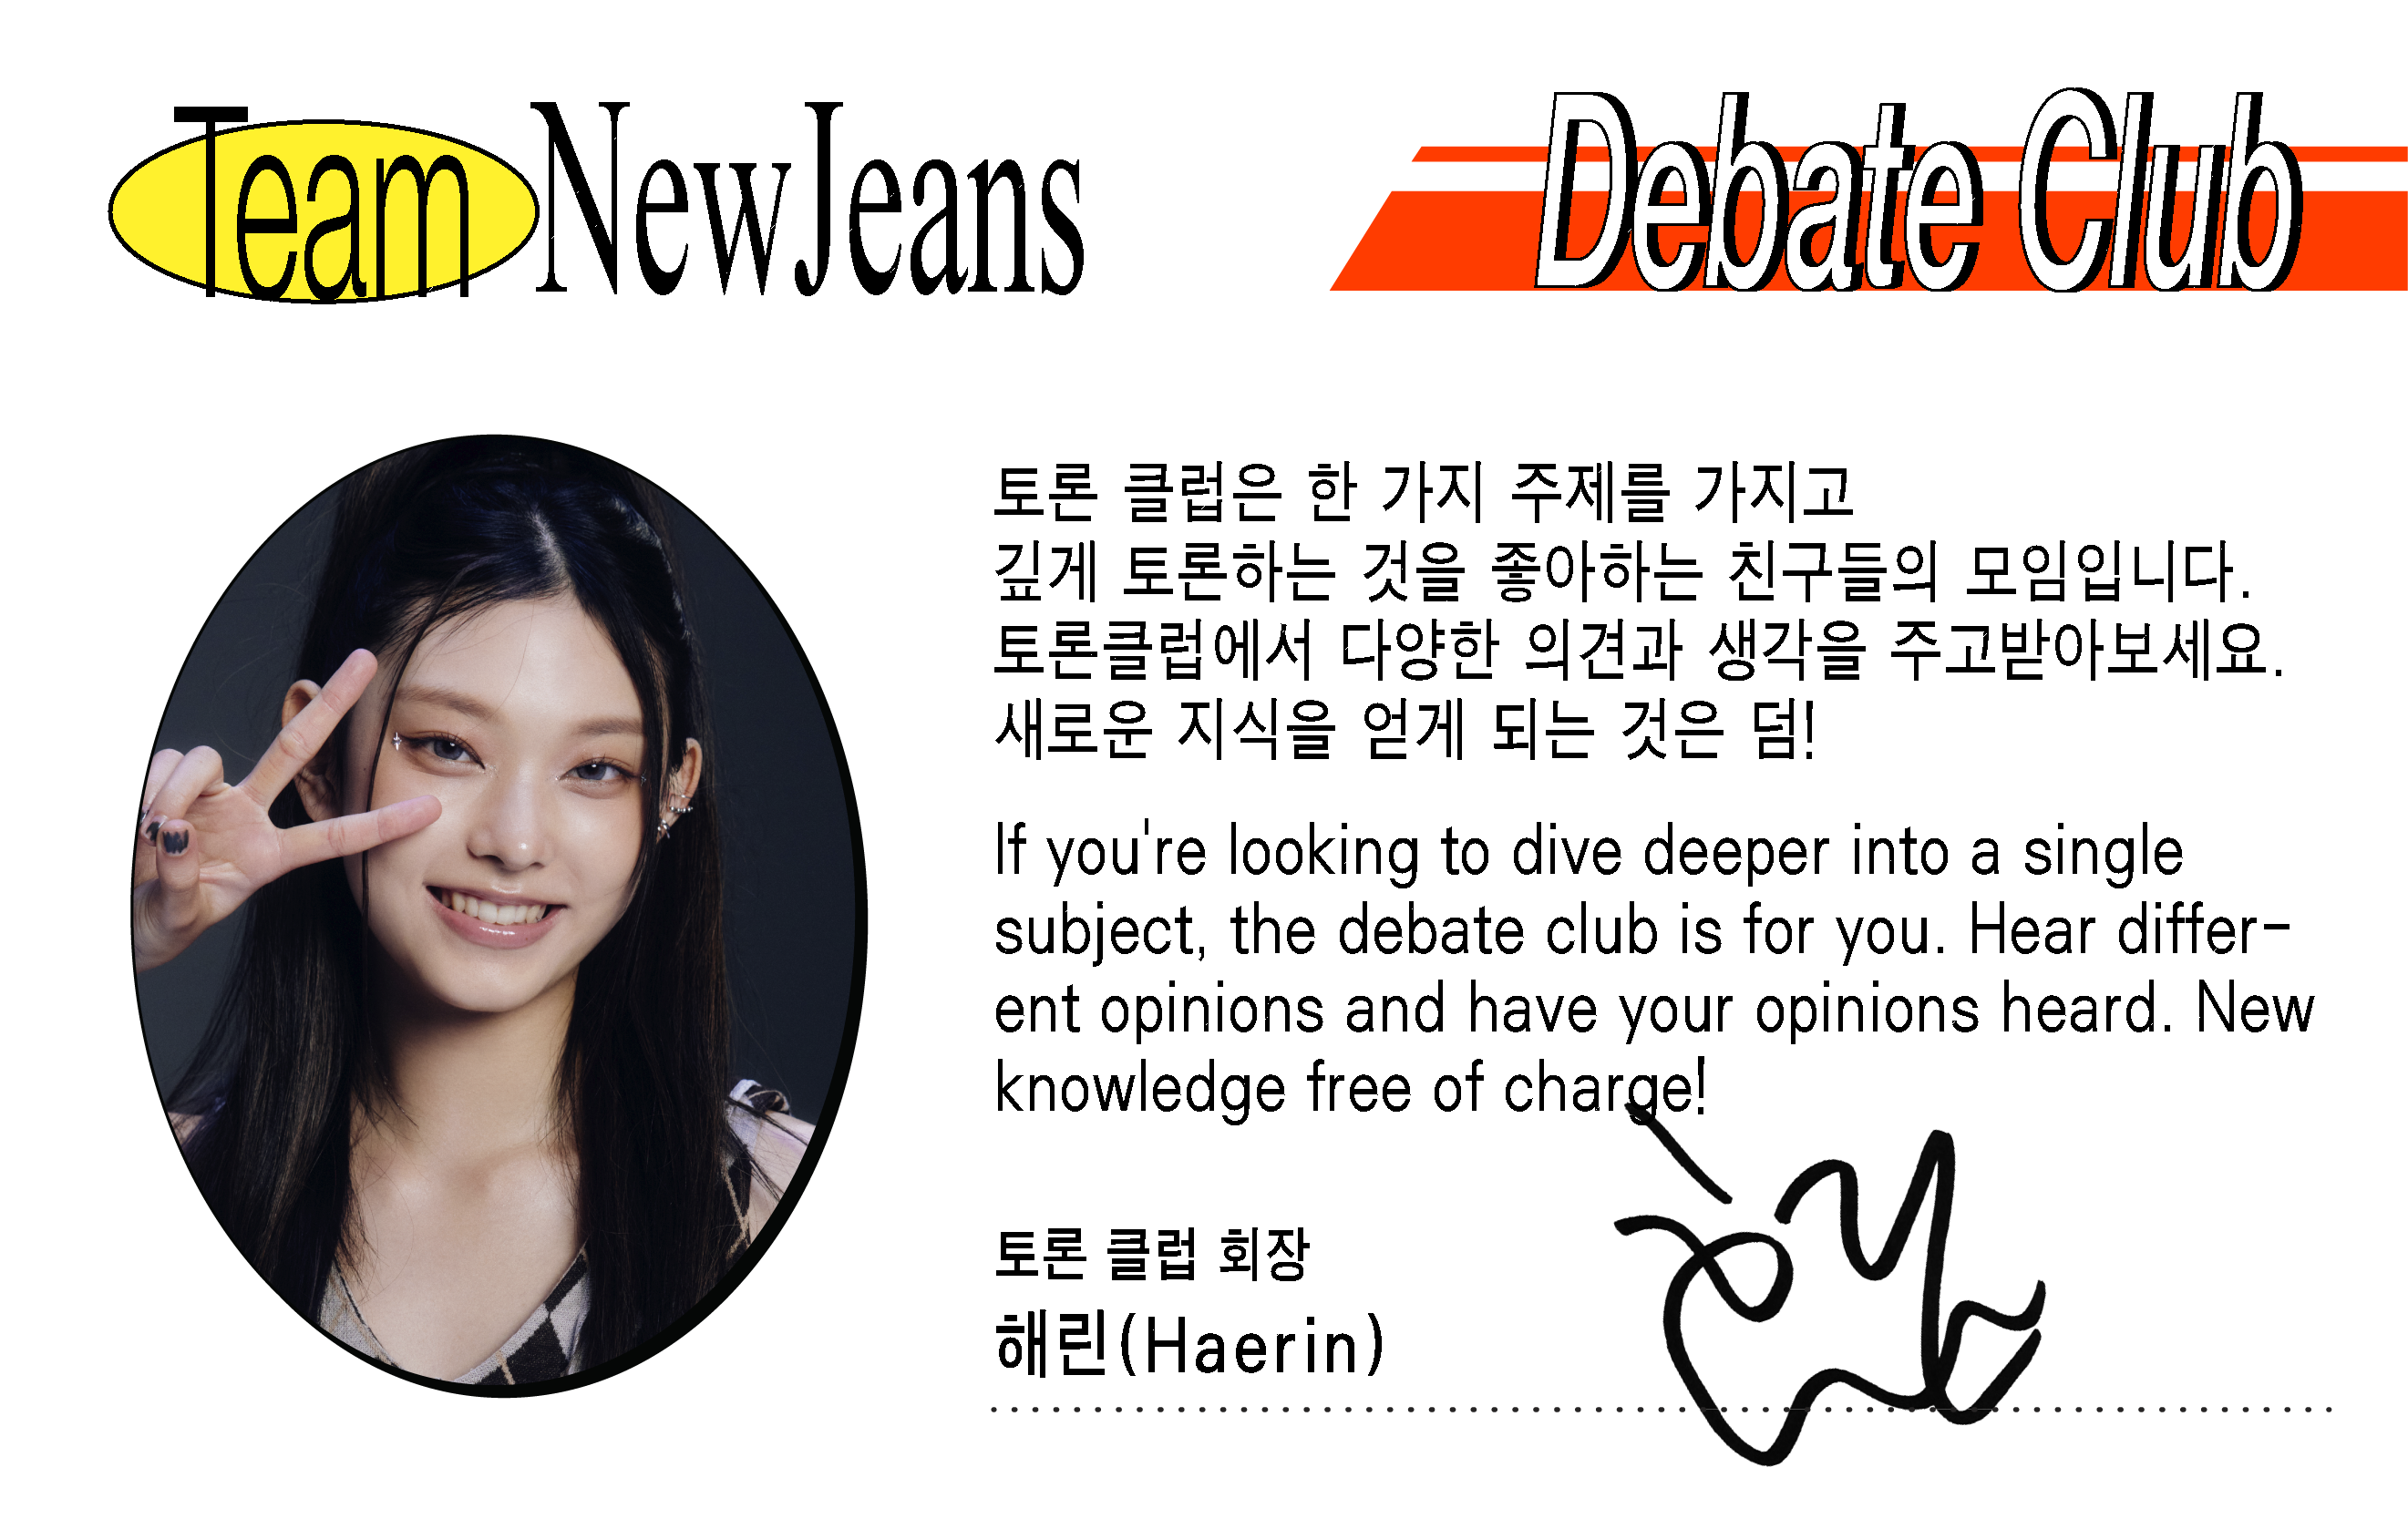 Team NewJeans
Debate Club
토론 클럽은 한 가지 주제를 가지고
깊게 토론하는 것을 좋아하는 친구들의 모임입니다.
토론클럽에서 다양한 의견과 생각을 주고받아보세요.
새로운 지식을 얻게 되는 것은 덤!
If you're looking to dive deeper into a single
subject, the debate club is for you. Hear differ-
ent opinions and have your opinions heard. New
knowledge free of charge!
토론 클럽 회장
해린(Haerin)